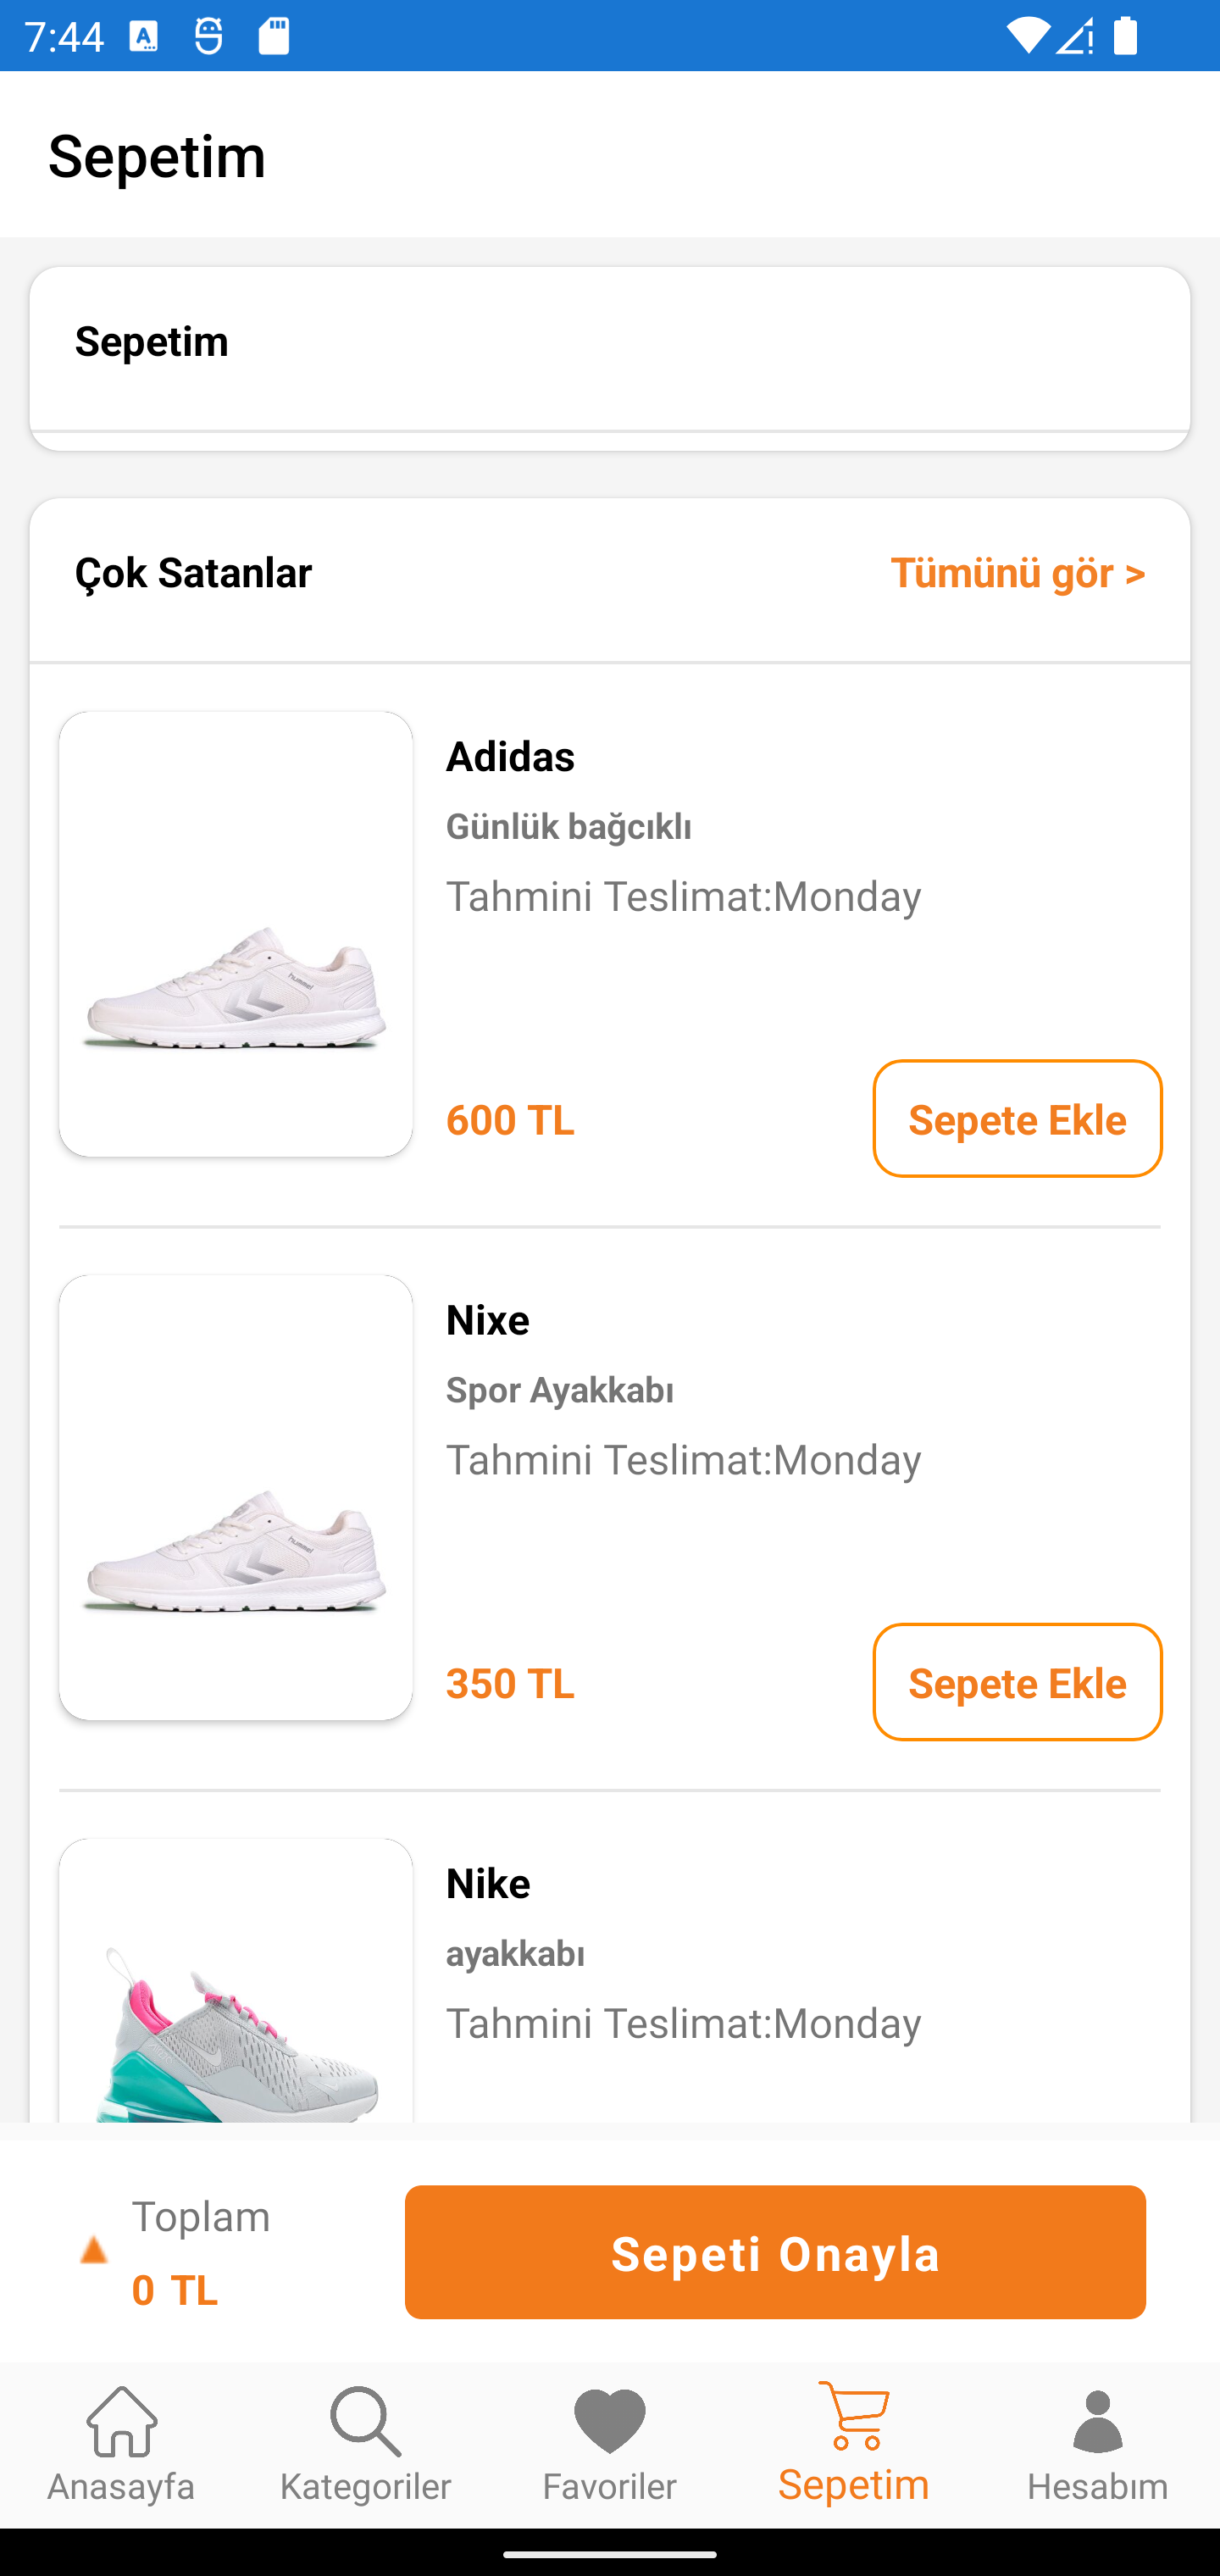 7:44
Sepetim
Sepetim
Çok Satanlar
Tümünü gör >
Adidas
Günlük bağcıklı
Tahmini Teslimat:Monday
hummel
600 TL
Sepete Ekle
Nixe
Spor Ayakkabı
Tahmini Teslimat:Monday
hummel
350 TL
Sepete Ekle
Nike
ayakkabı
Tahmini Teslimat:Monday
Toplam
0 TL
Sepeti Onayla
Anasayfa
Kategoriler
Favoriler
Sepetim
Hesabım